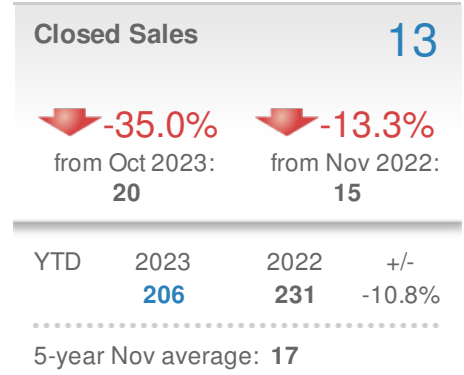 Closed Sales 13
-35.0% -13.3%
from Oct 2023: from Nov 2022:
20 15
YTD 2023 2022 +/-
206 231 -10.8%
5-year Nov average: 17